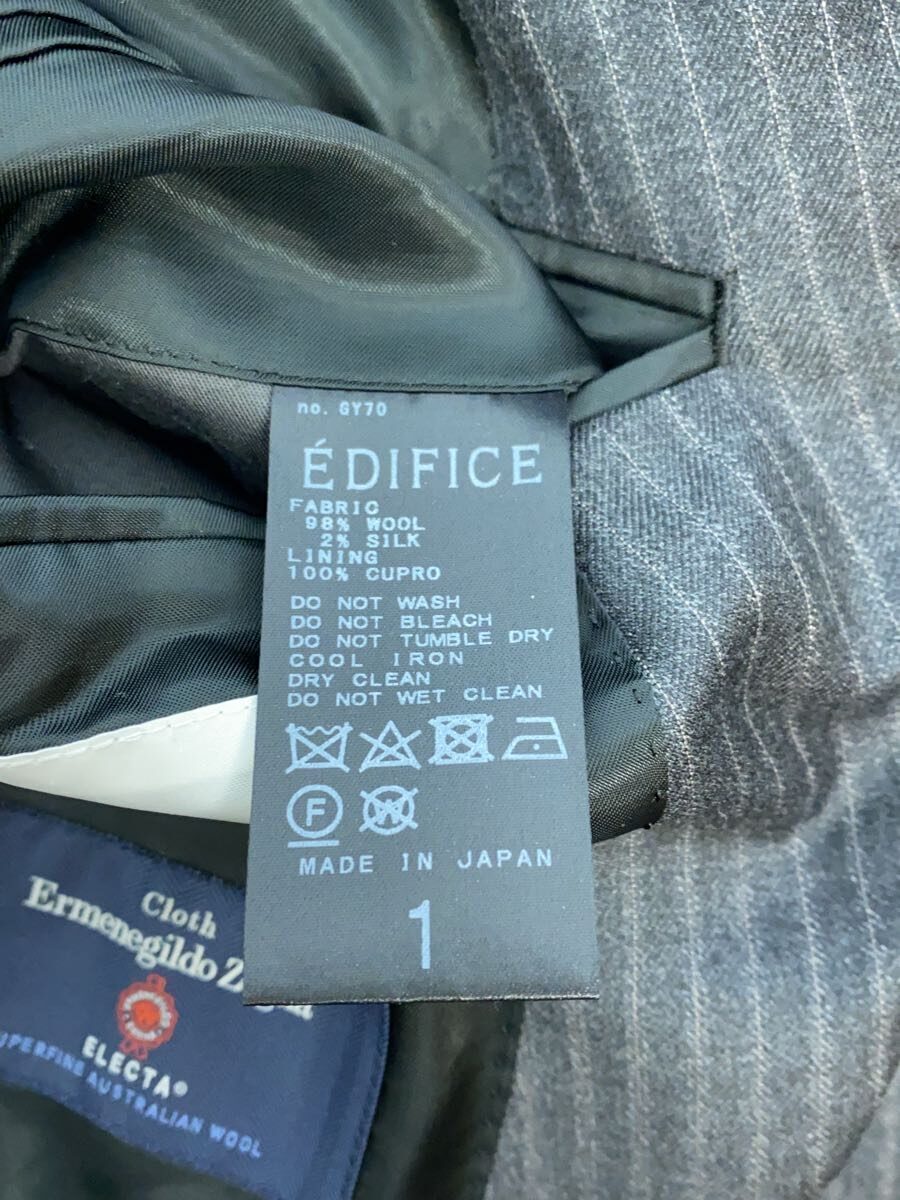 no. GY70
ÉDIFICE
FABRIC
98% WOOL
2% SILK
LINING
100% CUPRO
DO NOT WASH
DO NOT BLEACH
DO NOT TUMBLE DRY
COOL IRON
DRY CLEAN
DO NOT WET CLEAN
F
W
MADE IN JAPAN
1
Cloth
Ermenegildo
ELECTA®
AUSTRALIAN WOOL